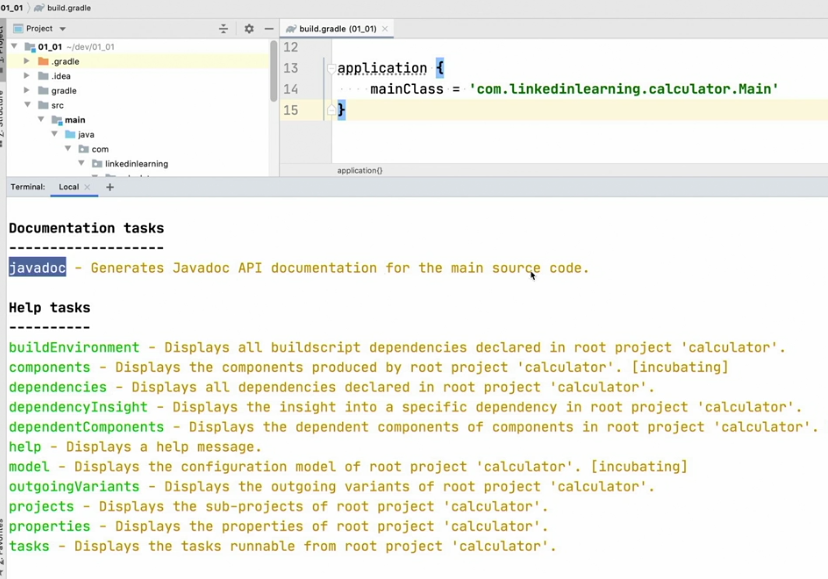 01_01 build.gradle
Project
build.gradle (01_01)
01_01 ~/dev/01_01
.gradle
.idea
gradle
src
main
java
com
linkedinlearning
12
13 application {
14 mainClass = 'com.linkedinlearning.calculator.Main'
15 }
application{}
Terminal: Local +
Documentation tasks
-------------------
javadoc - Generates Javadoc API documentation for the main source code.
Help tasks
----------
buildEnvironment - Displays all buildscript dependencies declared in root project 'calculator'.
components - Displays the components produced by root project 'calculator'. [incubating]
dependencies - Displays all dependencies declared in root project 'calculator'.
dependencyInsight - Displays the insight into a specific dependency in root project 'calculator'.
dependentComponents - Displays the dependent components of components in root project 'calculator'.
help - Displays a help message.
model - Displays the configuration model of root project 'calculator'. [incubating]
outgoingVariants - Displays the outgoing variants of root project 'calculator'.
projects - Displays the sub-projects of root project 'calculator'.
properties - Displays the properties of root project 'calculator'.
tasks - Displays the tasks runnable from root project 'calculator'.